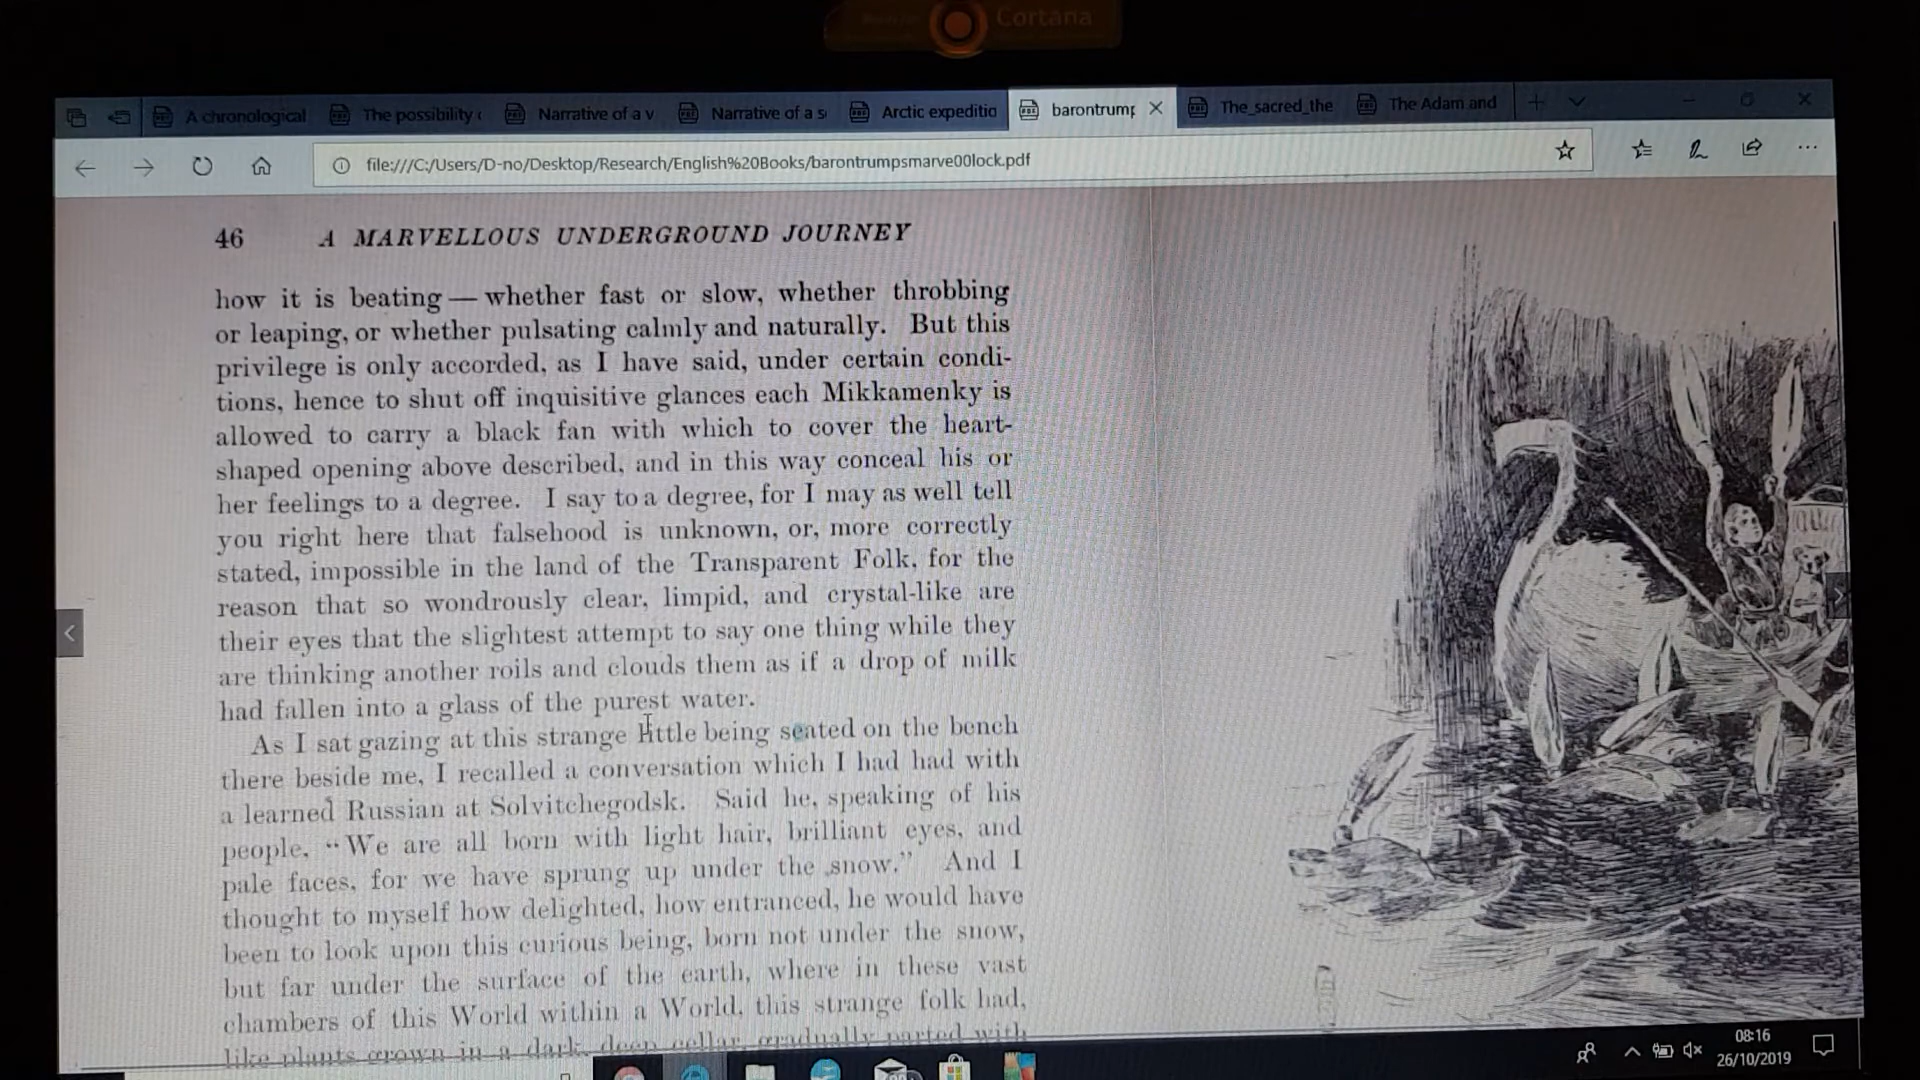 Cortana
A chronological
The possibility
Narrative of a v
Narrative of a s
Arctic expeditio
barontrump
The_sacred_the
The Adam and
file:///C:/Users/D-no/Desktop/Research/English%20Books/barontrumpsmarve00lock.pdf
46 A MARVELLOUS UNDERGROUND JOURNEY
how it is beating — whether fast or slow, whether throbbing
or leaping, or whether pulsating calmly and naturally. But this
privilege is only accorded, as I have said, under certain condi-
tions, hence to shut off inquisitive glances each Mikkamenky is
allowed to carry a black fan with which to cover the heart-
shaped opening above described, and in this way conceal his or
her feelings to a degree. I say to a degree, for I may as well tell
you right here that falsehood is unknown, or, more correctly
stated, impossible in the land of the Transparent Folk, for the
reason that so wondrously clear, limpid, and crystal-like are
their eyes that the slightest attempt to say one thing while they
are thinking another roils and clouds them as if a drop of milk
had fallen into a glass of the purest water.
As I sat gazing at this strange little being seated on the bench
there beside me, I recalled a conversation which I had had with
a learned Russian at Solvitchegodsk. Said he, speaking of his
people, “We are all born with light hair, brilliant eyes, and
pale faces, for we have sprung up under the snow.” And I
thought to myself how delighted, how entranced, he would have
been to look upon this curious being, born not under the snow,
but far under the surface of the earth, where in these vast
chambers of this World within a World, this strange folk had,
like plants grown in a dark, deep cellar, gradually parted with
08:16
26/10/2019